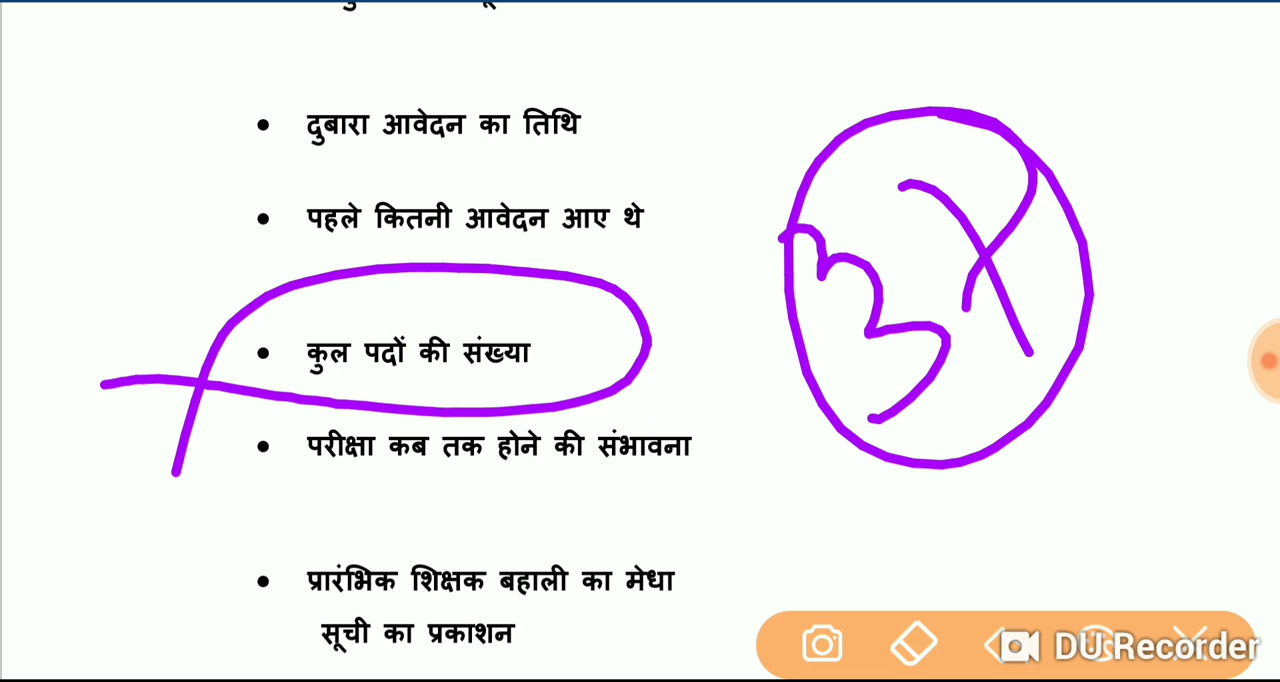 दुबारा आवेदन का तिथि
पहले कितनी आवेदन आए थे
कुल पदों की संख्या
परीक्षा कब तक होने की संभावना
प्रारंभिक शिक्षक बहाली का मेधा
सूची का प्रकाशन
DU Recorder